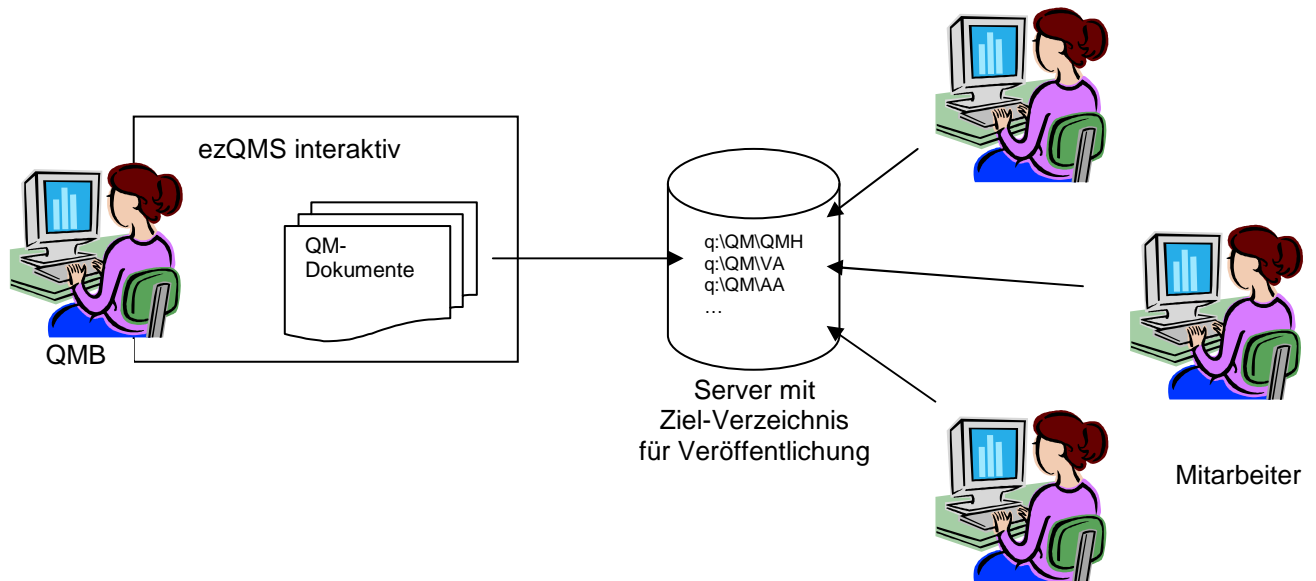 ezQMS interaktiv
QM-
Dokumente
QMB
q:\QM\QMH
q:\QM\VA
q:\QM\AA
…
Server mit
Ziel-Verzeichnis
für Veröffentlichung
Mitarbeiter